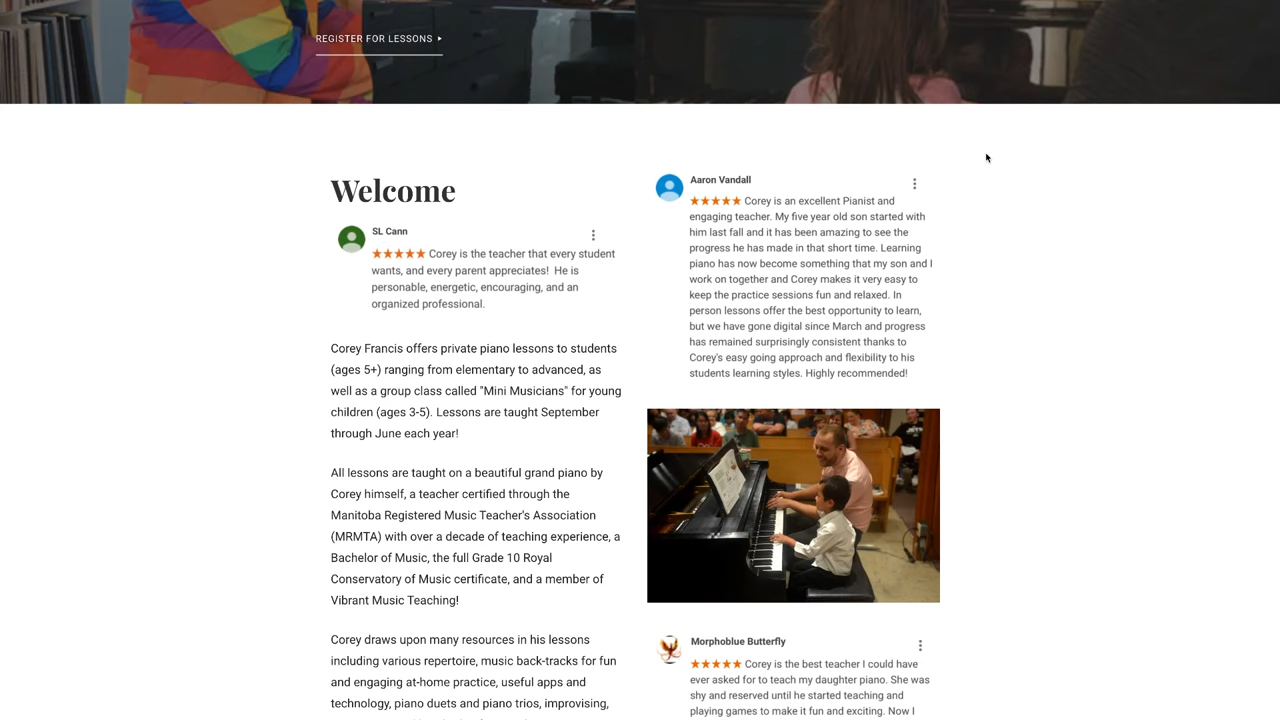 REGISTER FOR LESSONS
Welcome
SL Cann
Corey is the teacher that every student
wants, and every parent appreciates! He is
personable, energetic, encouraging, and an
organized professional.
Corey Francis offers private piano lessons to students
(ages 5+) ranging from elementary to advanced, as
well as a group class called "Mini Musicians" for young
children (ages 3-5). Lessons are taught September
through June each year!
All lessons are taught on a beautiful grand piano by
Corey himself, a teacher certified through the
Manitoba Registered Music Teacher's Association
(MRMTA) with over a decade of teaching experience, a
Bachelor of Music, the full Grade 10 Royal
Conservatory of Music certificate, and a member of
Vibrant Music Teaching!
Corey draws upon many resources in his lessons
including various repertoire, music back-tracks for fun
and engaging at-home practice, useful apps and
technology, piano duets and piano trios, improvising,
Aaron Vandall
Corey is an excellent Pianist and
engaging teacher. My five year old son started with
him last fall and it has been amazing to see the
progress he has made in that short time. Learning
piano has now become something that my son and I
work on together and Corey makes it very easy to
keep the practice sessions fun and relaxed. In
person lessons offer the best opportunity to learn,
but we have gone digital since March and progress
has remained surprisingly consistent thanks to
Corey's easy going approach and flexibility to his
students learning styles. Highly recommended!
Morphoblue Butterfly
Corey is the best teacher I could have
ever asked for to teach my daughter piano. She was
shy and reserved until he started teaching and
playing games to make it fun and exciting. Now I